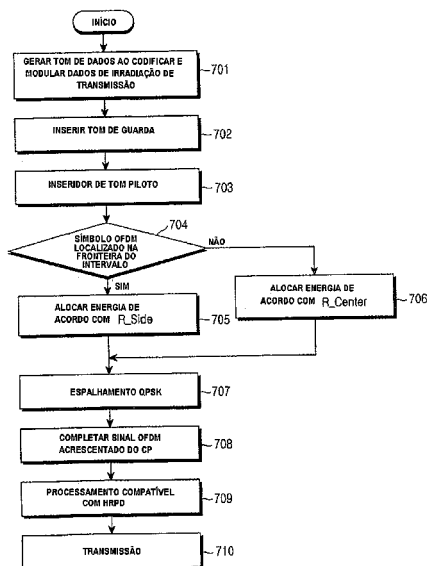 INÍCIO
GERAR TOM DE DADOS AO CODIFICAR E
MODULAR DADOS DE IRRADIAÇÃO DE
TRANSMISSÃO
701
INSERIR TOM DE GUARDA
702
INSERIDOR DE TOM PILOTO
703
704
SÍMBOLO OFDM
LOCALIZADO NA
FRONTEIRA DO
INTERVALO
NÃO
SIM
ALOCAR ENERGIA DE
ACORDO COM R_Side
705
ALOCAR ENERGIA DE
ACORDO COM R_Center
706
ESPALHAMENTO QPSK
707
COMPLETAR SINAL OFDM
ACRESCENTADO DO CP
708
PROCESSAMENTO COMPATÍVEL
COM HRPD
709
TRANSMISSÃO
710